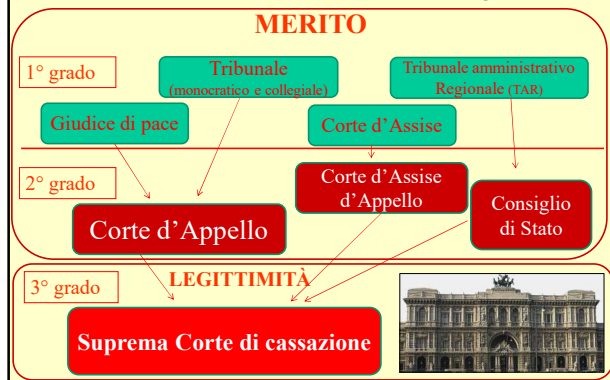 MERITO
1° grado
Tribunale
(monocratico e collegiale)
Tribunale amministrativo
Regionale (TAR)
Giudice di pace
Corte d’Assise
2° grado
Corte d’Assise
d’Appello
Consiglio
di Stato
Corte d’Appello
LEGITTIMITÀ
3° grado
Suprema Corte di cassazione